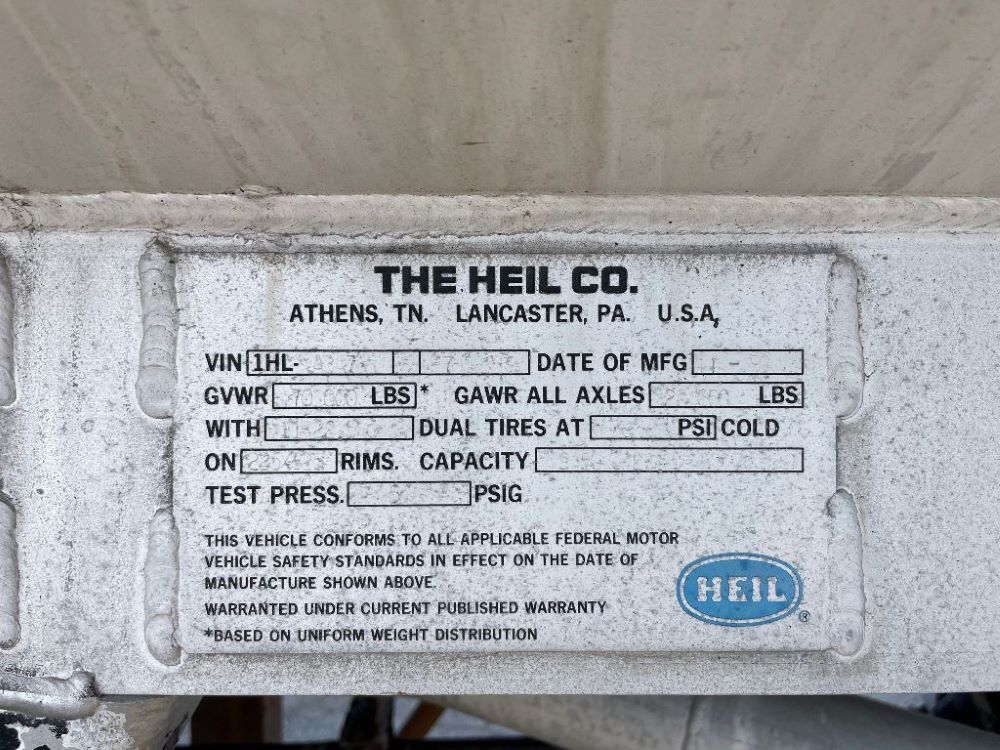 THE HEIL CO.
ATHENS, TN. LANCASTER, PA. U.S.A,
VIN 1HL- DATE OF MFG
GVWR LBS* GAWR ALL AXLES LBS
WITH DUAL TIRES AT PSI COLD
ON RIMS. CAPACITY
TEST PRESS. PSIG
THIS VEHICLE CONFORMS TO ALL APPLICABLE FEDERAL MOTOR
VEHICLE SAFETY STANDARDS IN EFFECT ON THE DATE OF
MANUFACTURE SHOWN ABOVE.
WARRANTED UNDER CURRENT PUBLISHED WARRANTY
*BASED ON UNIFORM WEIGHT DISTRIBUTION
HEIL ®